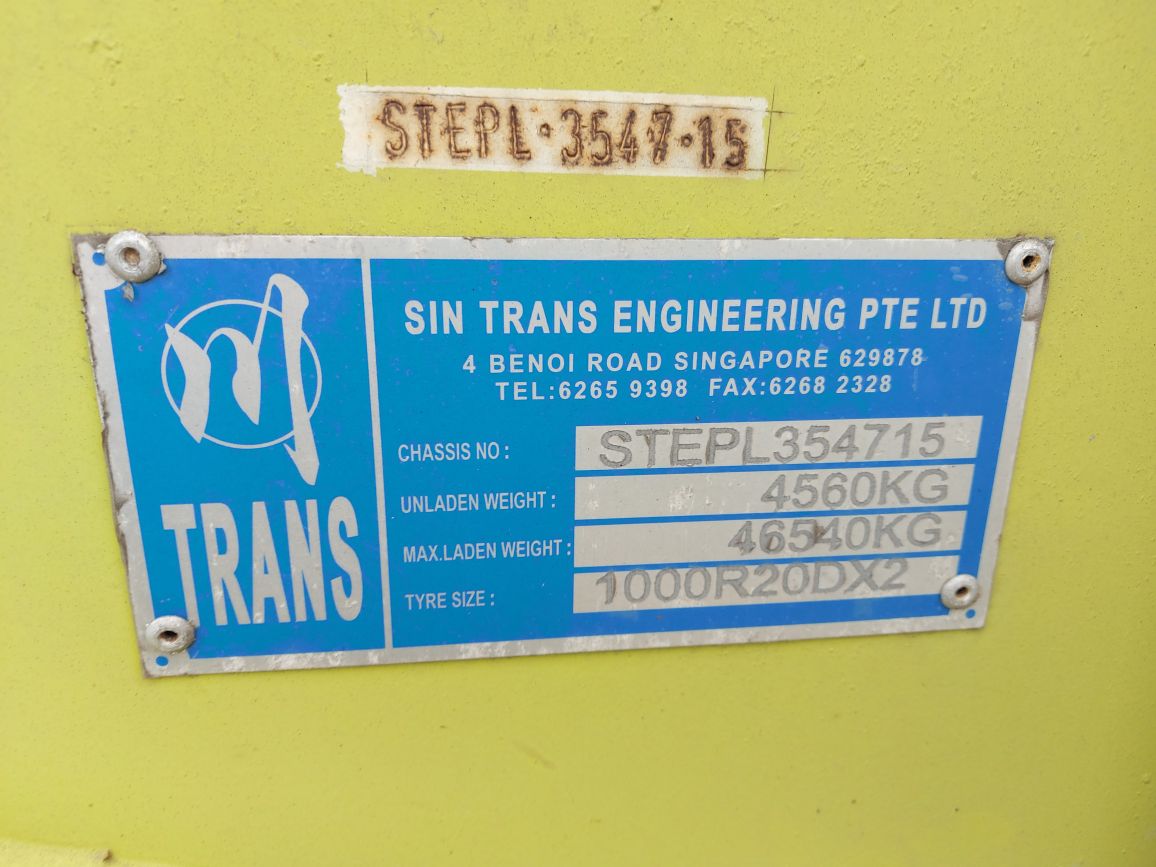 STEPL·3547·15
SIN TRANS ENGINEERING PTE LTD
4 BENOI ROAD SINGAPORE 629878
TEL:6265 9398 FAX:6268 2328
TRANS
CHASSIS NO : STEPL354715
UNLADEN WEIGHT : 4560KG
MAX.LADEN WEIGHT : 46540KG
TYRE SIZE : 1000R20DX2